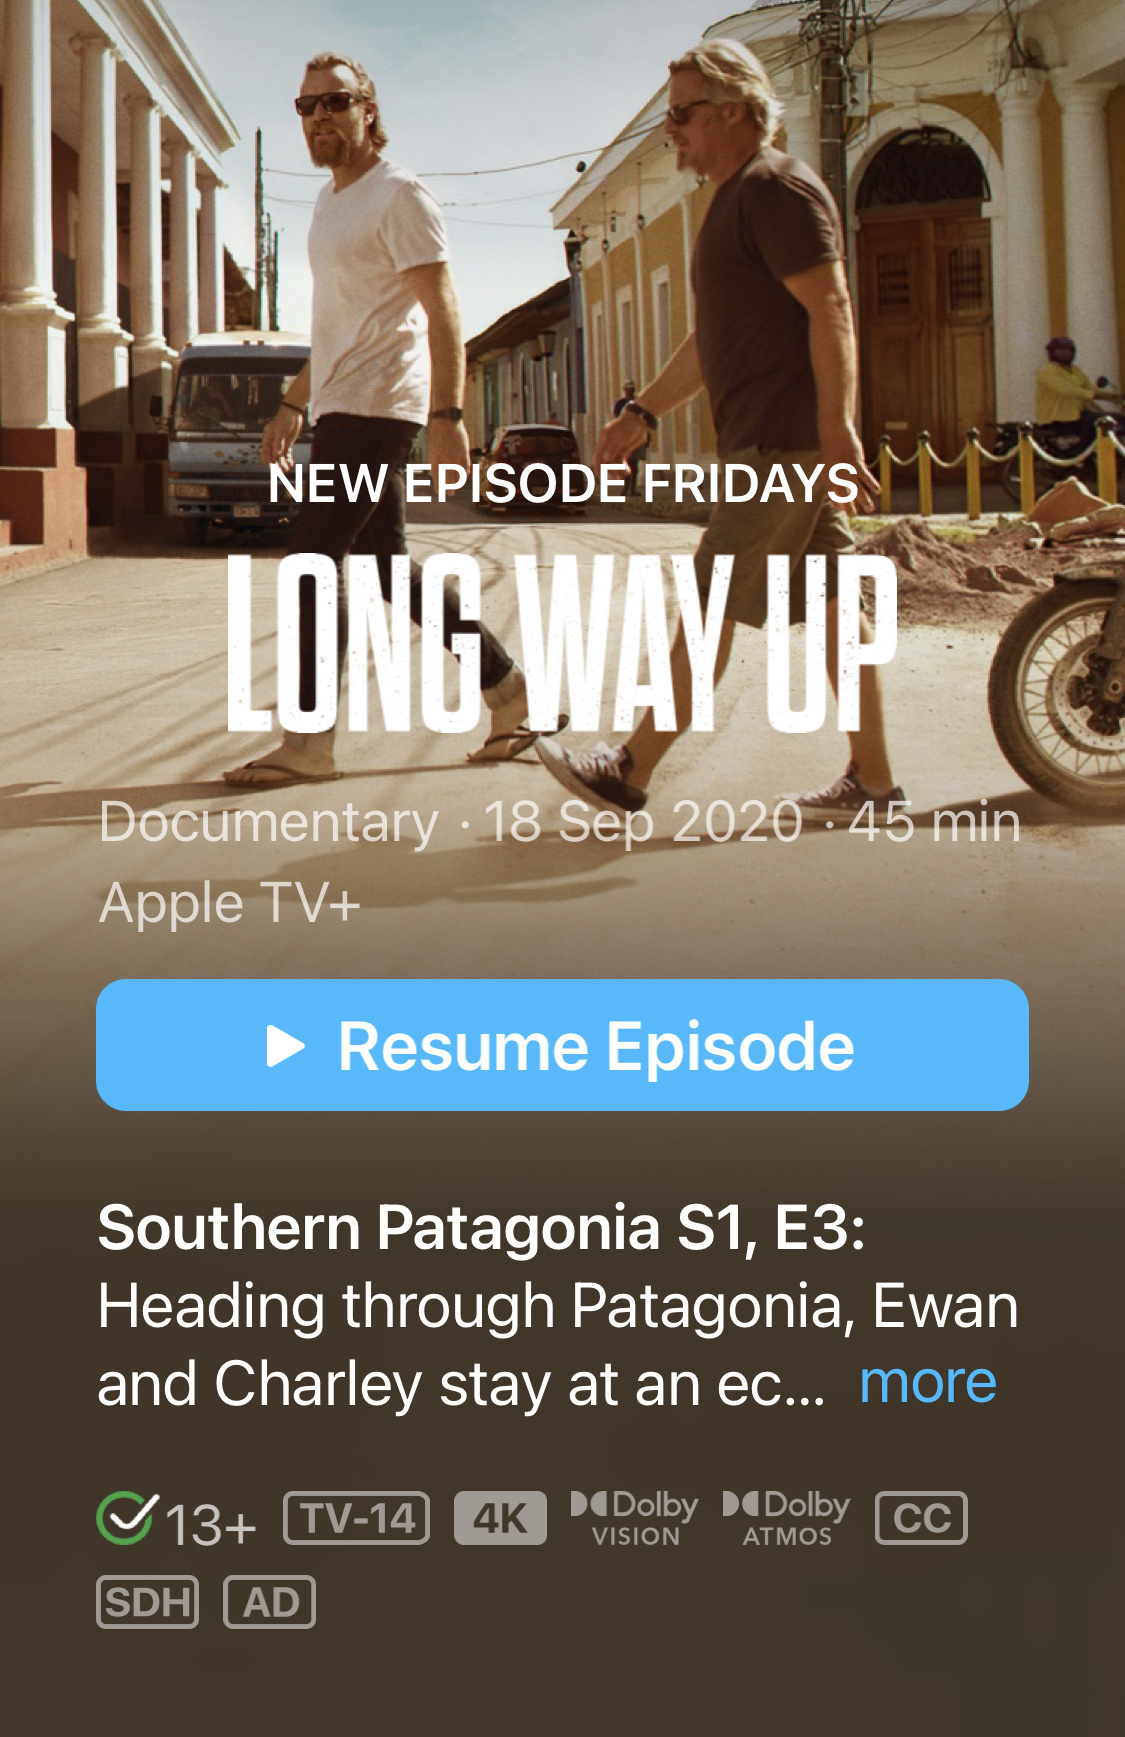 NEW EPISODE FRIDAYS
LONG WAY UP
Documentary · 18 Sep 2020 · 45 min
Apple TV+
Resume Episode
Southern Patagonia S1, E3:
Heading through Patagonia, Ewan
and Charley stay at an ec... more
13+ TV-14 4K Dolby VISION Dolby ATMOS CC
SDH AD